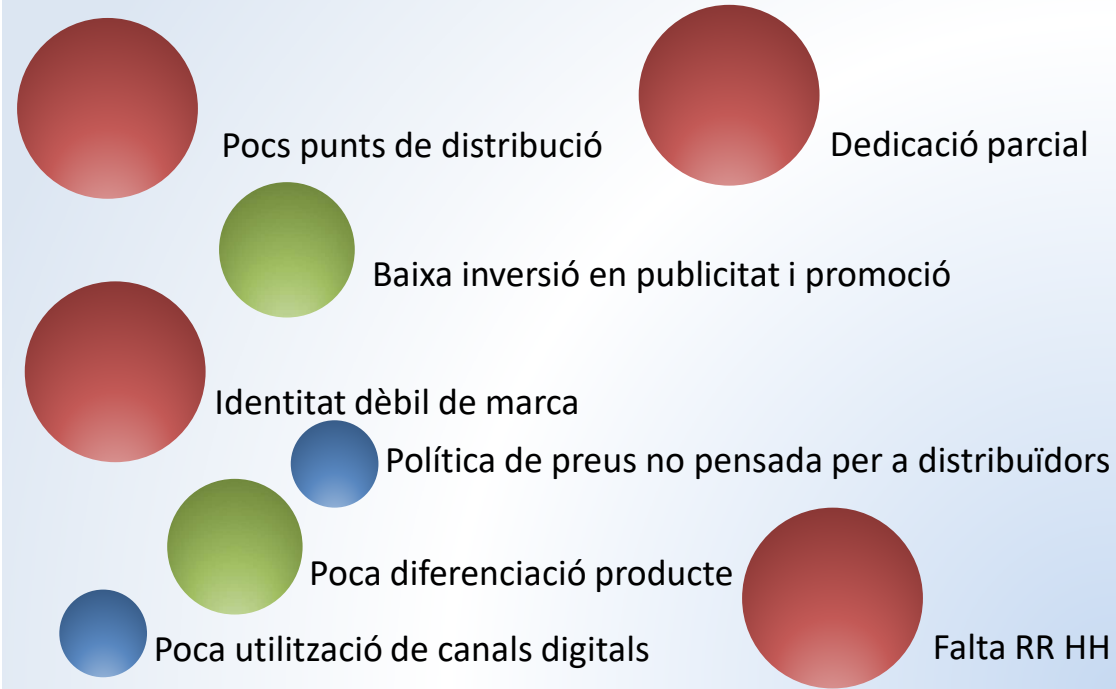 Pocs punts de distribució
Dedicació parcial
Baixa inversió en publicitat i promoció
Identitat dèbil de marca
Política de preus no pensada per a distribuïdors
Poca diferenciació producte
Poca utilització de canals digitals
Falta RR HH